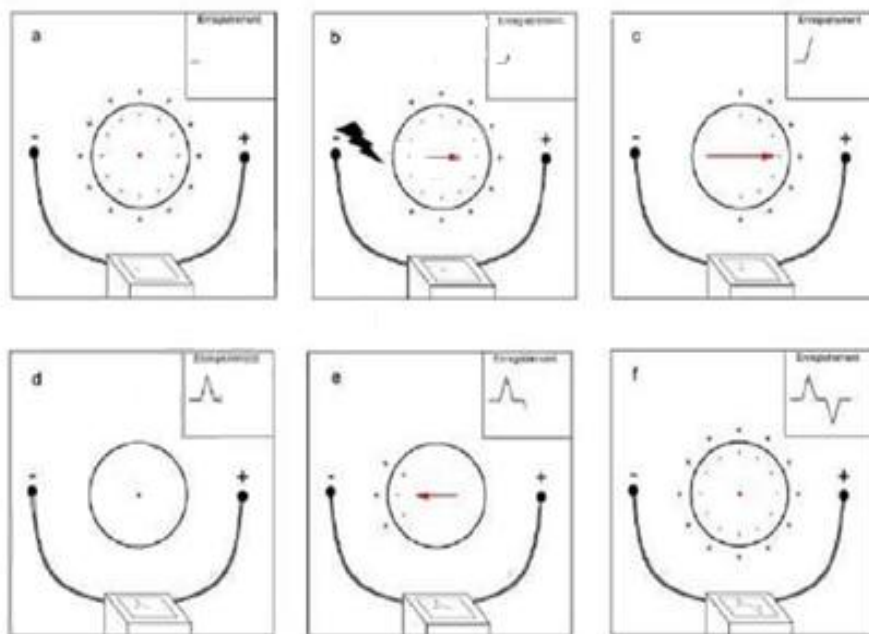 a
Enregistrement
-
+
b
Enregistrement
-
+
c
Enregistrement
-
+
d
Enregistrement
-
+
e
Enregistrement
-
+
f
Enregistrement
-
+